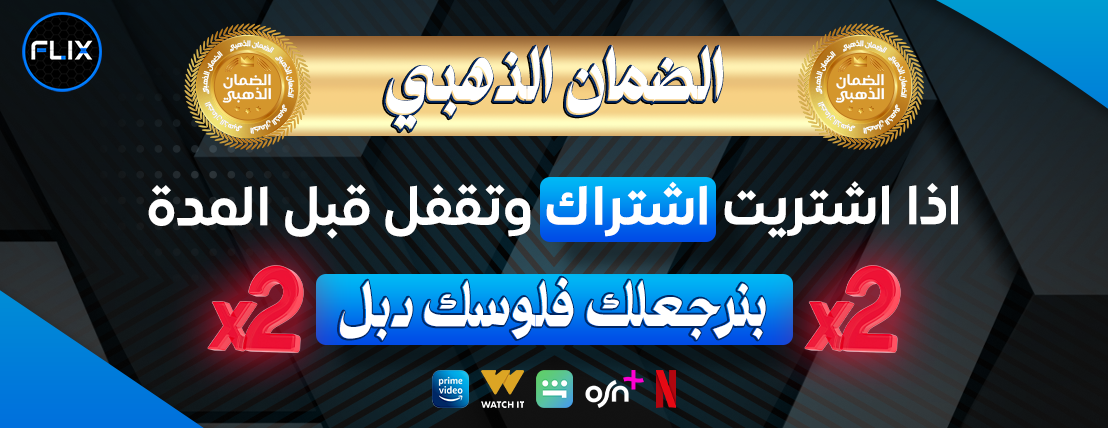 FLIX
الضمان الذهبي
الضمان الذهبي
الضمان الذهبي
اذا اشتريت اشتراك وتقفل قبل المدة
x2 بنرجعلك فلوسك دبل x2
prime video
WATCH IT
osn+
N